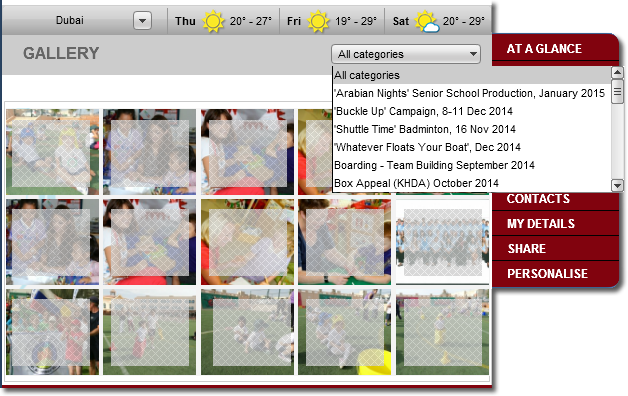 Dubai
Thu 20° - 27°
Fri 19° - 29°
Sat 20° - 29°
GALLERY
All categories
All categories
'Arabian Nights' Senior School Production, January 2015
'Buckle Up' Campaign, 8-11 Dec 2014
'Shuttle Time' Badminton, 16 Nov 2014
'Whatever Floats Your Boat', Dec 2014
Boarding - Team Building September 2014
Box Appeal (KHDA) October 2014
AT A GLANCE
CONTACTS
MY DETAILS
SHARE
PERSONALISE